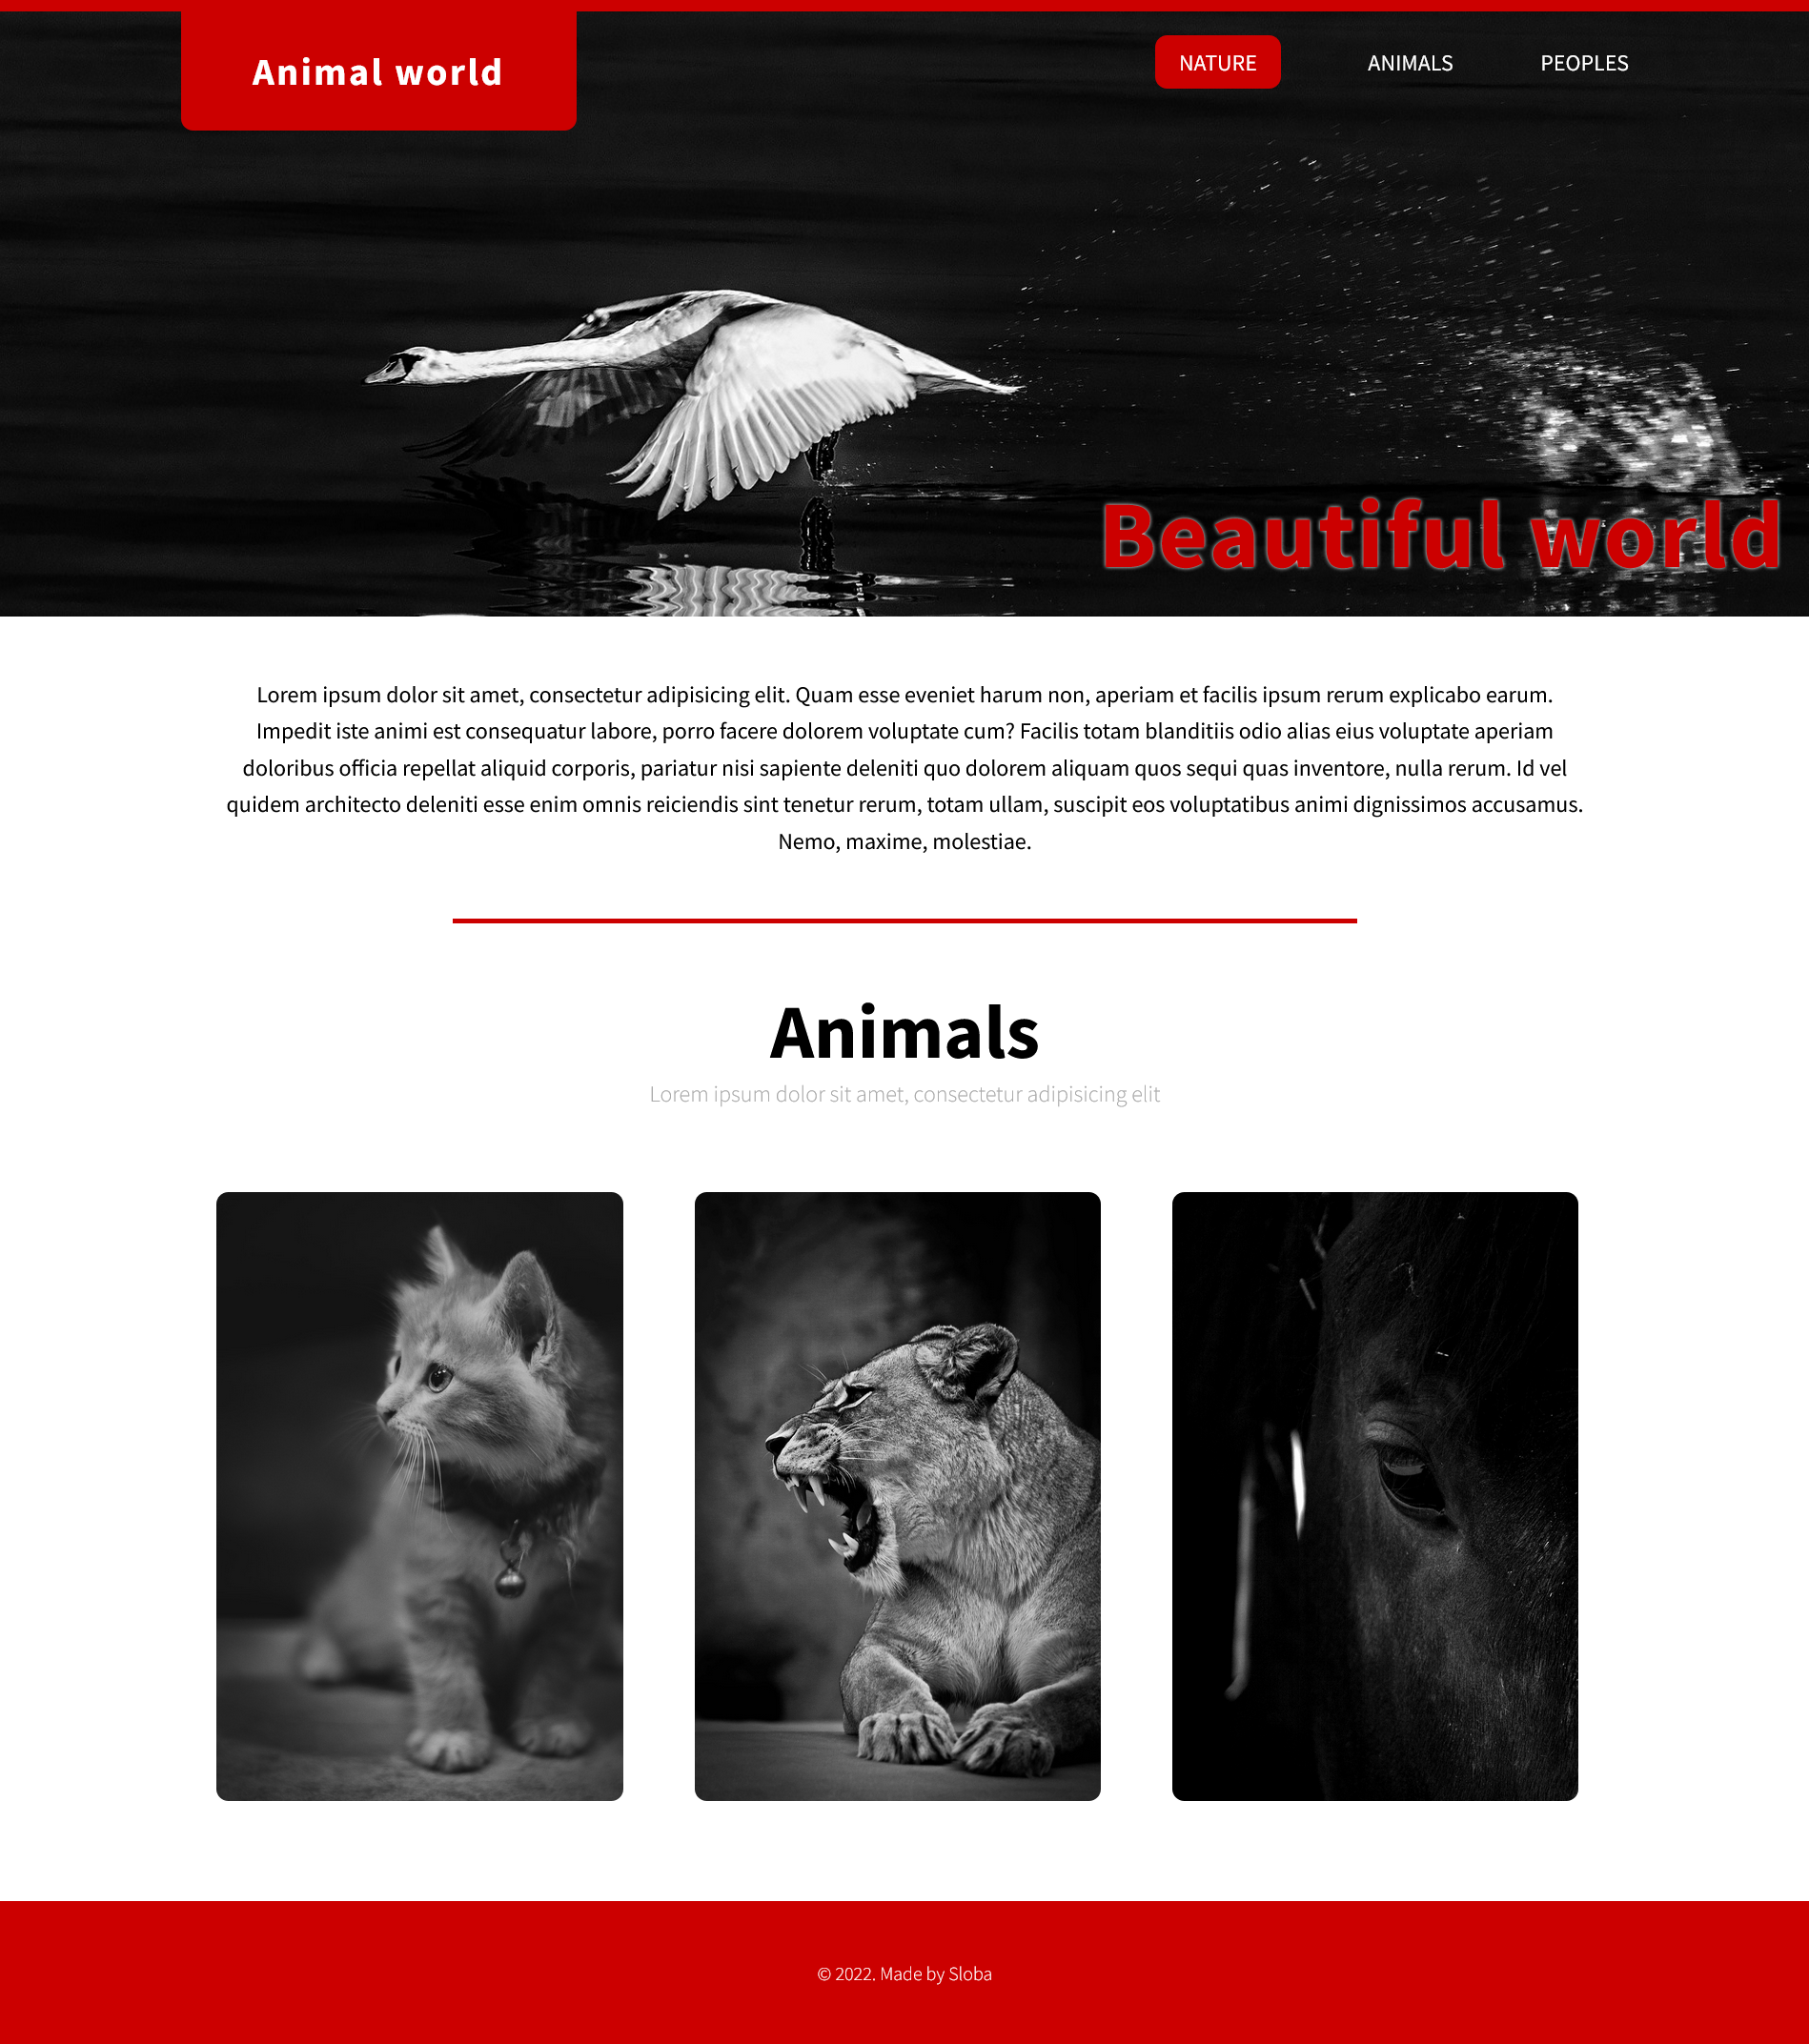 Animal world
NATURE ANIMALS PEOPLES
Beautiful world
Lorem ipsum dolor sit amet, consectetur adipisicing elit. Quam esse eveniet harum non, aperiam et facilis ipsum rerum explicabo earum.
Impedit iste animi est consequatur labore, porro facere dolorem voluptate cum? Facilis totam blanditiis odio alias eius voluptate aperiam
doloribus officia repellat aliquid corporis, pariatur nisi sapiente deleniti quo dolorem aliquam quos sequi quas inventore, nulla rerum. Id vel
quidem architecto deleniti esse enim omnis reiciendis sint tenetur rerum, totam ullam, suscipit eos voluptatibus animi dignissimos accusamus.
Nemo, maxime, molestiae.
Animals
Lorem ipsum dolor sit amet, consectetur adipisicing elit
© 2022. Made by Sloba